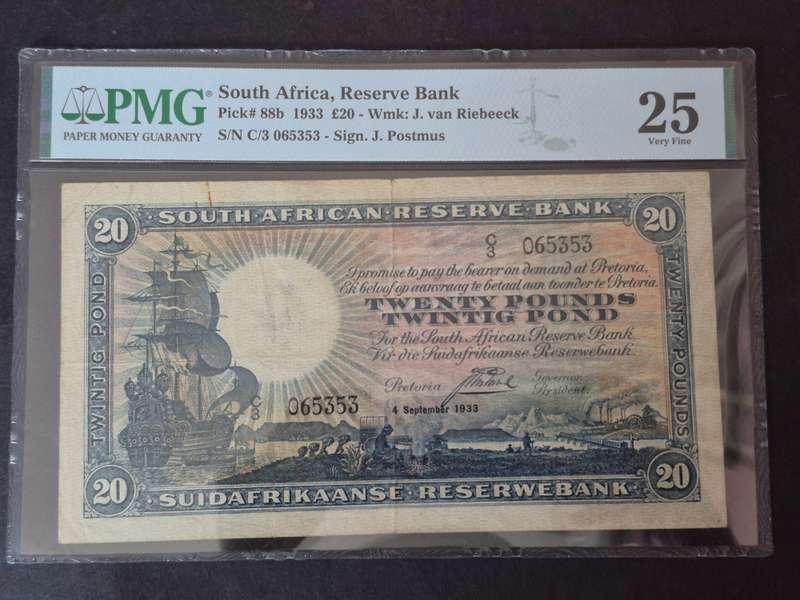 PMG®
PAPER MONEY GUARANTY
South Africa, Reserve Bank
Pick# 88b 1933 £20 - Wmk: J. van Riebeeck
S/N C/3 065353 - Sign. J. Postmus
25
Very Fine
20
SOUTH AFRICAN·RESERVE·BANK
20
C/3 065353
I promise to pay the bearer on demand at Pretoria,
Ek beloof op aanvraag te betaal aan toonder te Pretoria.
TWENTY POUNDS
TWINTIG POND
For the South African Reserve Bank
Vir die Suidafrikaanse Reserwebank.
Pretoria
Governor
President.
C/3 065353
4 September 1933
TWINTIG POND
TWENTY POUNDS
20
SUIDAFRIKAANSE·RESERWEBANK
20